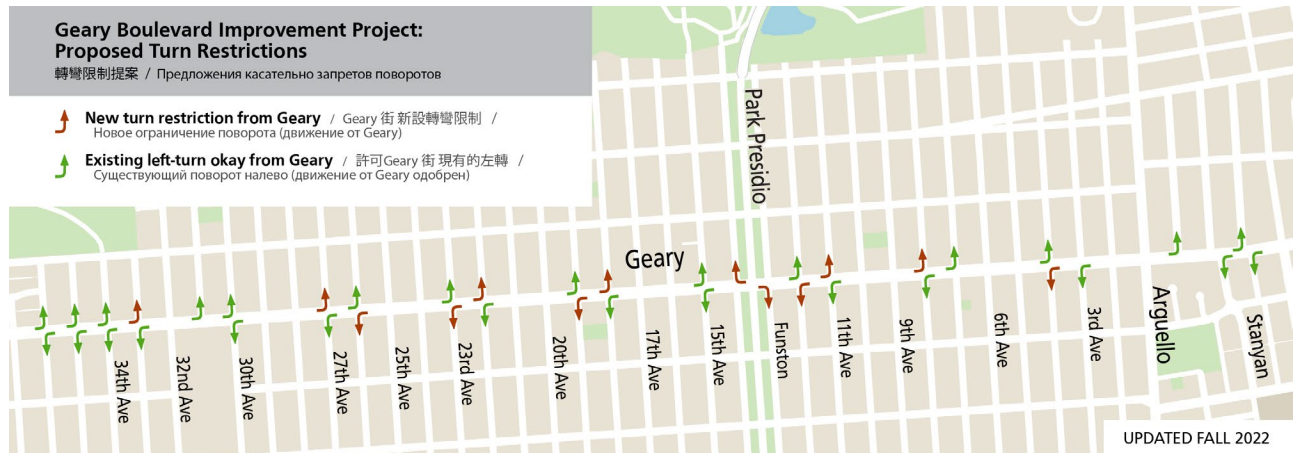 Geary Boulevard Improvement Project:
Proposed Turn Restrictions
轉彎限制提案 / Предложения касательно запретов поворотов
New turn restriction from Geary / Geary 街 新設轉彎限制 /
Новое ограничение поворота (движение от Geary)
Existing left-turn okay from Geary / 許可Geary 街 現有的左轉 /
Существующий поворот налево (движение от Geary одобрен)
Park Presidio
Geary
34th Ave
32nd Ave
30th Ave
27th Ave
25th Ave
23rd Ave
20th Ave
17th Ave
15th Ave
Funston
11th Ave
9th Ave
6th Ave
3rd Ave
Arguello
Stanyan
UPDATED FALL 2022